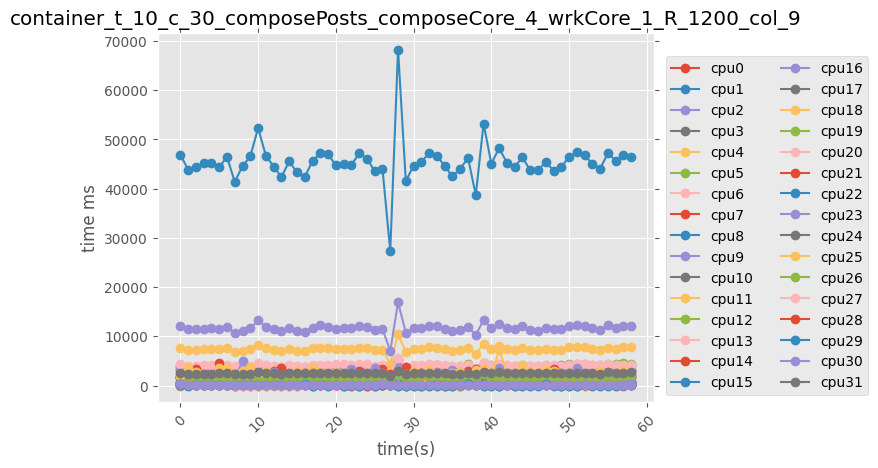 container_t_10_c_30_composePosts_composeCore_4_wrkCore_1_R_1200_col_9
70000
60000
50000
40000
30000
20000
10000
0
time ms
0
10
20
30
40
50
60
time(s)
cpu0
cpu1
cpu2
cpu3
cpu4
cpu5
cpu6
cpu7
cpu8
cpu9
cpu10
cpu11
cpu12
cpu13
cpu14
cpu15
cpu16
cpu17
cpu18
cpu19
cpu20
cpu21
cpu22
cpu23
cpu24
cpu25
cpu26
cpu27
cpu28
cpu29
cpu30
cpu31